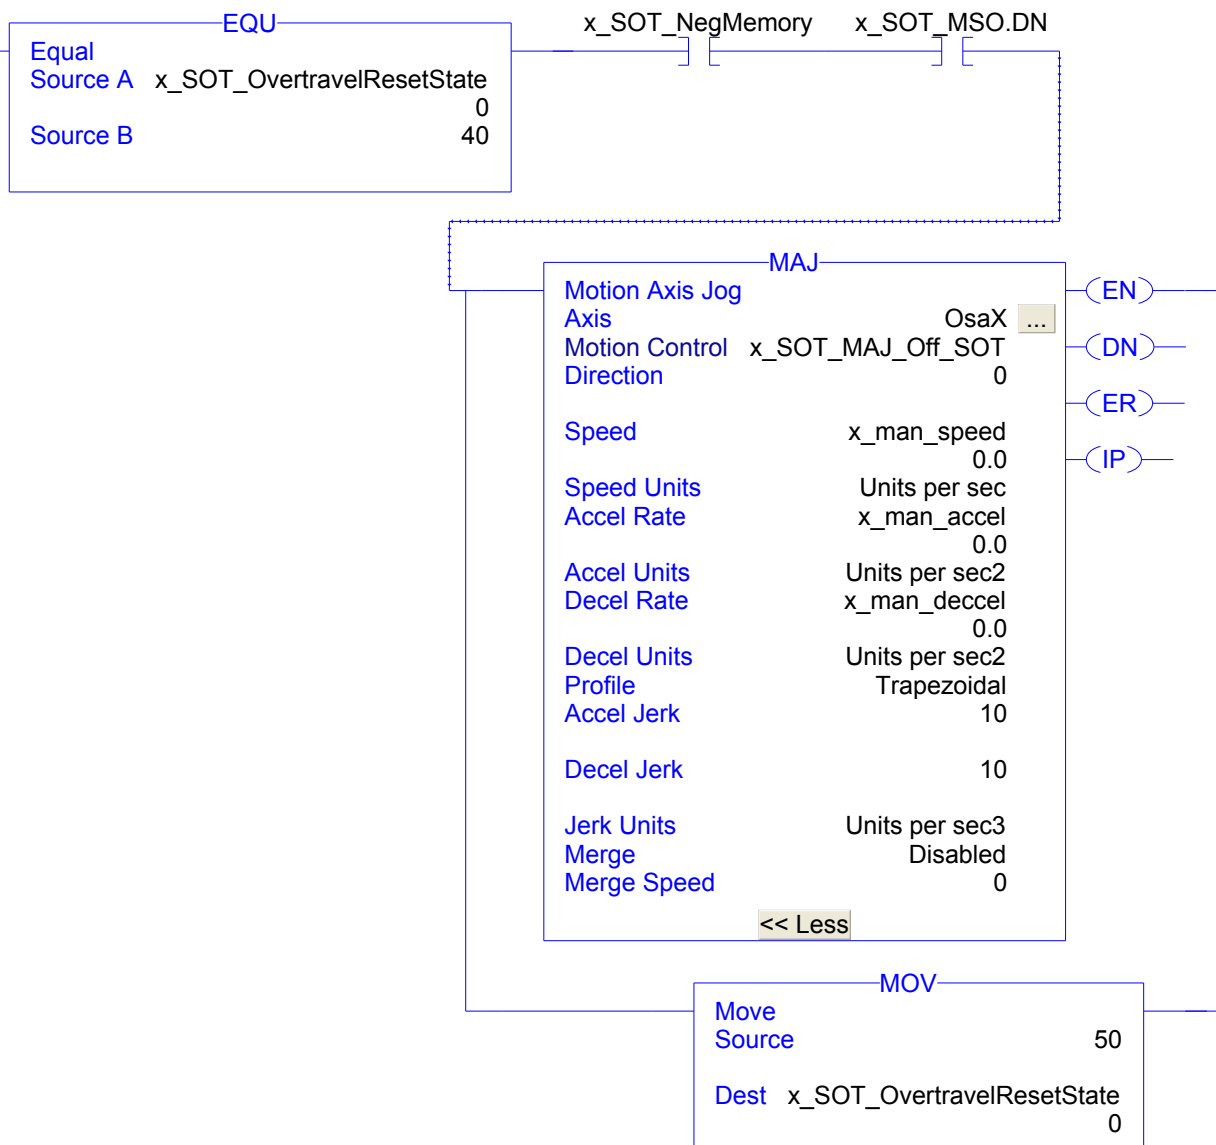 EQU
x_SOT_NegMemory x_SOT_MSO.DN
Equal
Source A x_SOT_OvertravelResetState
0
Source B 40
MAJ
Motion Axis Jog (EN)
Axis OsaX ...
Motion Control x_SOT_MAJ_Off_SOT (DN)
Direction 0
(ER)
Speed x_man_speed
0.0 (IP)
Speed Units Units per sec
Accel Rate x_man_accel
0.0
Accel Units Units per sec2
Decel Rate x_man_deccel
0.0
Decel Units Units per sec2
Profile Trapezoidal
Accel Jerk 10
Decel Jerk 10
Jerk Units Units per sec3
Merge Disabled
Merge Speed 0
<< Less
MOV
Move
Source 50
Dest x_SOT_OvertravelResetState
0